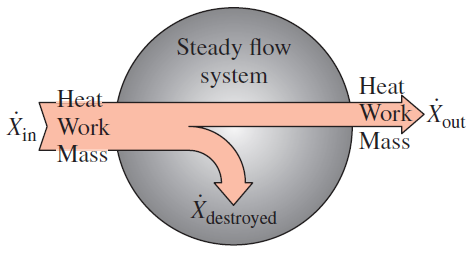 Steady flow
system
Heat
Work
Mass
Ẋin
Heat
Work
Mass
Ẋout
Ẋdestroyed